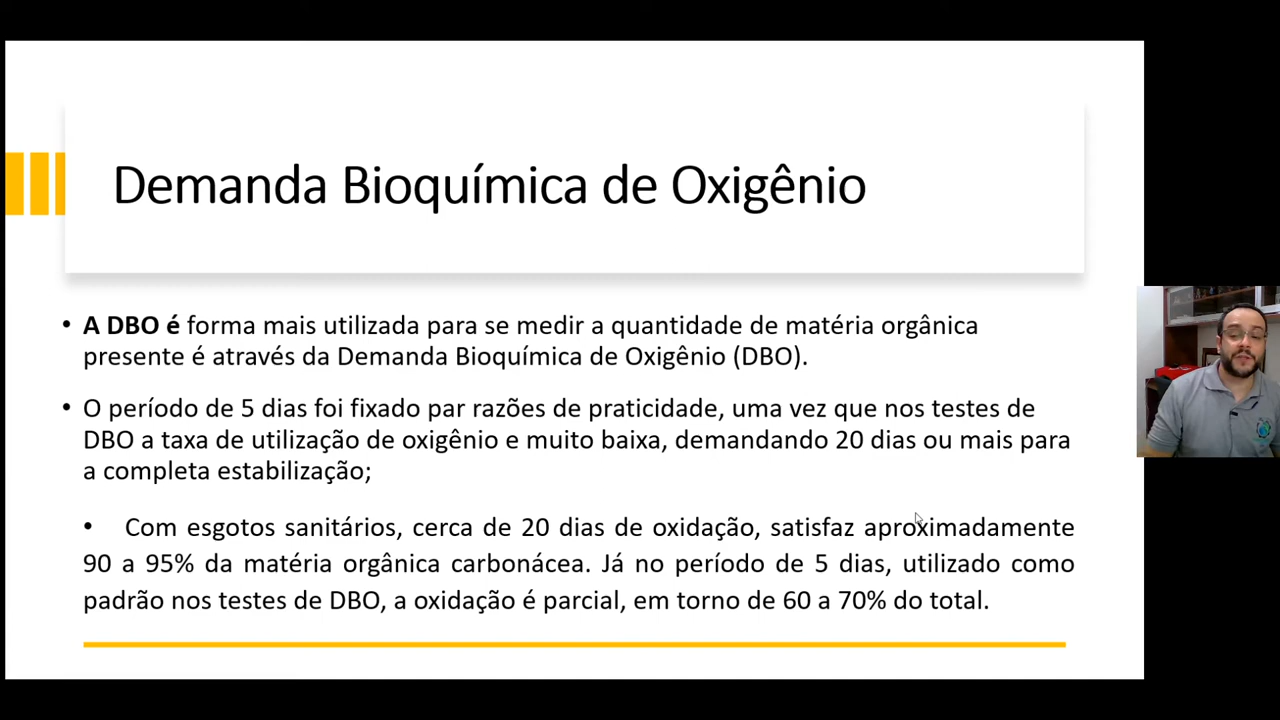 Demanda Bioquímica de Oxigênio
• A DBO é forma mais utilizada para se medir a quantidade de matéria orgânica
presente é através da Demanda Bioquímica de Oxigênio (DBO).
• O período de 5 dias foi fixado par razões de praticidade, uma vez que nos testes de
DBO a taxa de utilização de oxigênio e muito baixa, demandando 20 dias ou mais para
a completa estabilização;
• Com esgotos sanitários, cerca de 20 dias de oxidação, satisfaz aproximadamente
90 a 95% da matéria orgânica carbonácea. Já no período de 5 dias, utilizado como
padrão nos testes de DBO, a oxidação é parcial, em torno de 60 a 70% do total.